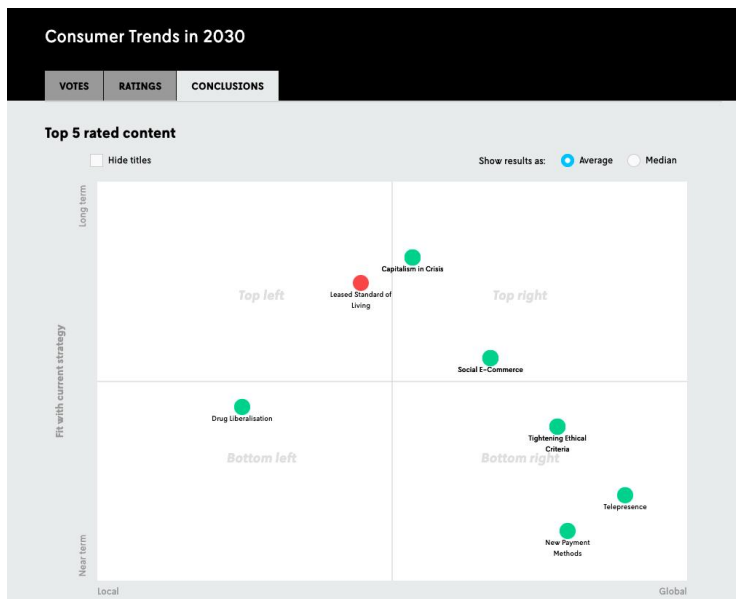 Consumer Trends in 2030
VOTES
RATINGS
CONCLUSIONS
Top 5 rated content
Hide titles
Show results as:
Average
Median
Long term
Capitalism in Crisis
Leased Standard of
Living
Top left
Top right
Fit with current strategy
Social E-Commerce
Drug Liberalisation
Tightening Ethical
Criteria
Bottom left
Bottom right
Telepresence
New Payment
Methods
Near term
Local
Global